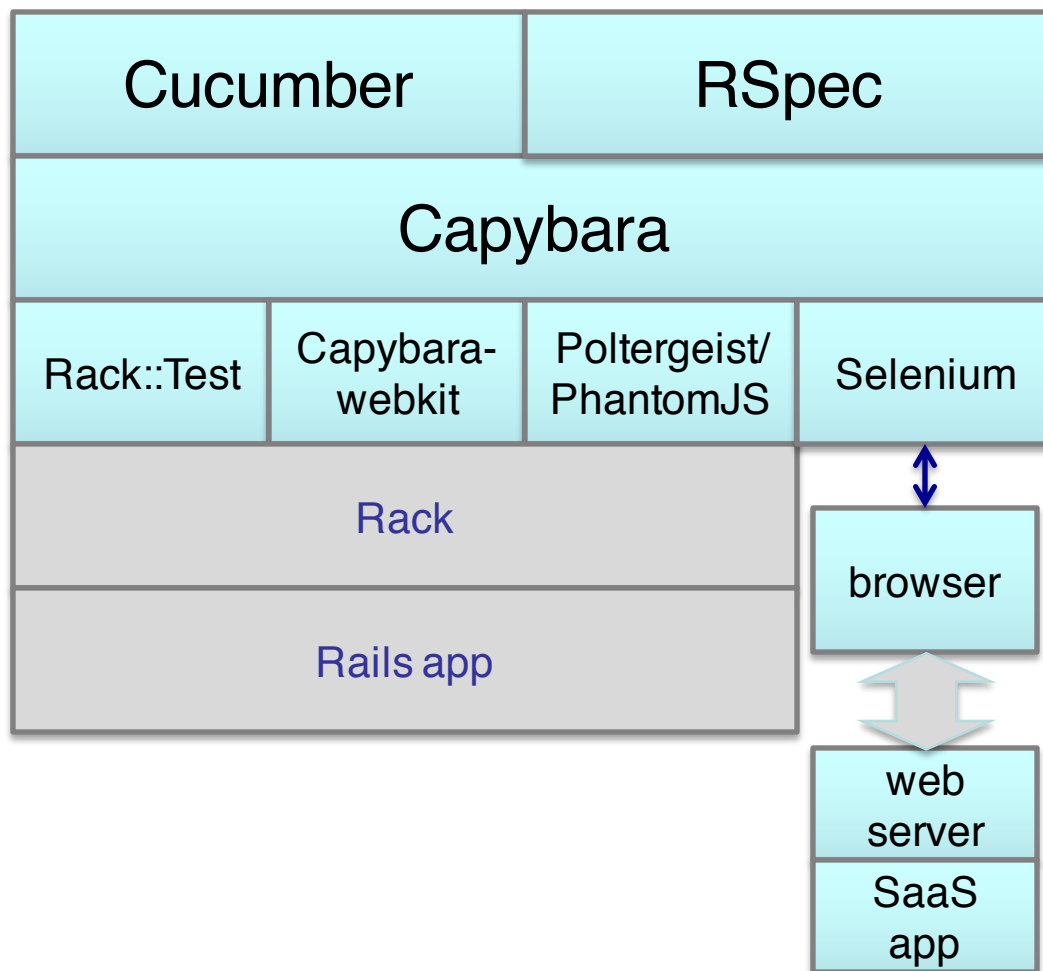 Cucumber
RSpec
Capybara
Rack::Test
Capybara-
webkit
Poltergeist/
PhantomJS
Selenium
Rack
browser
Rails app
web
server
SaaS
app